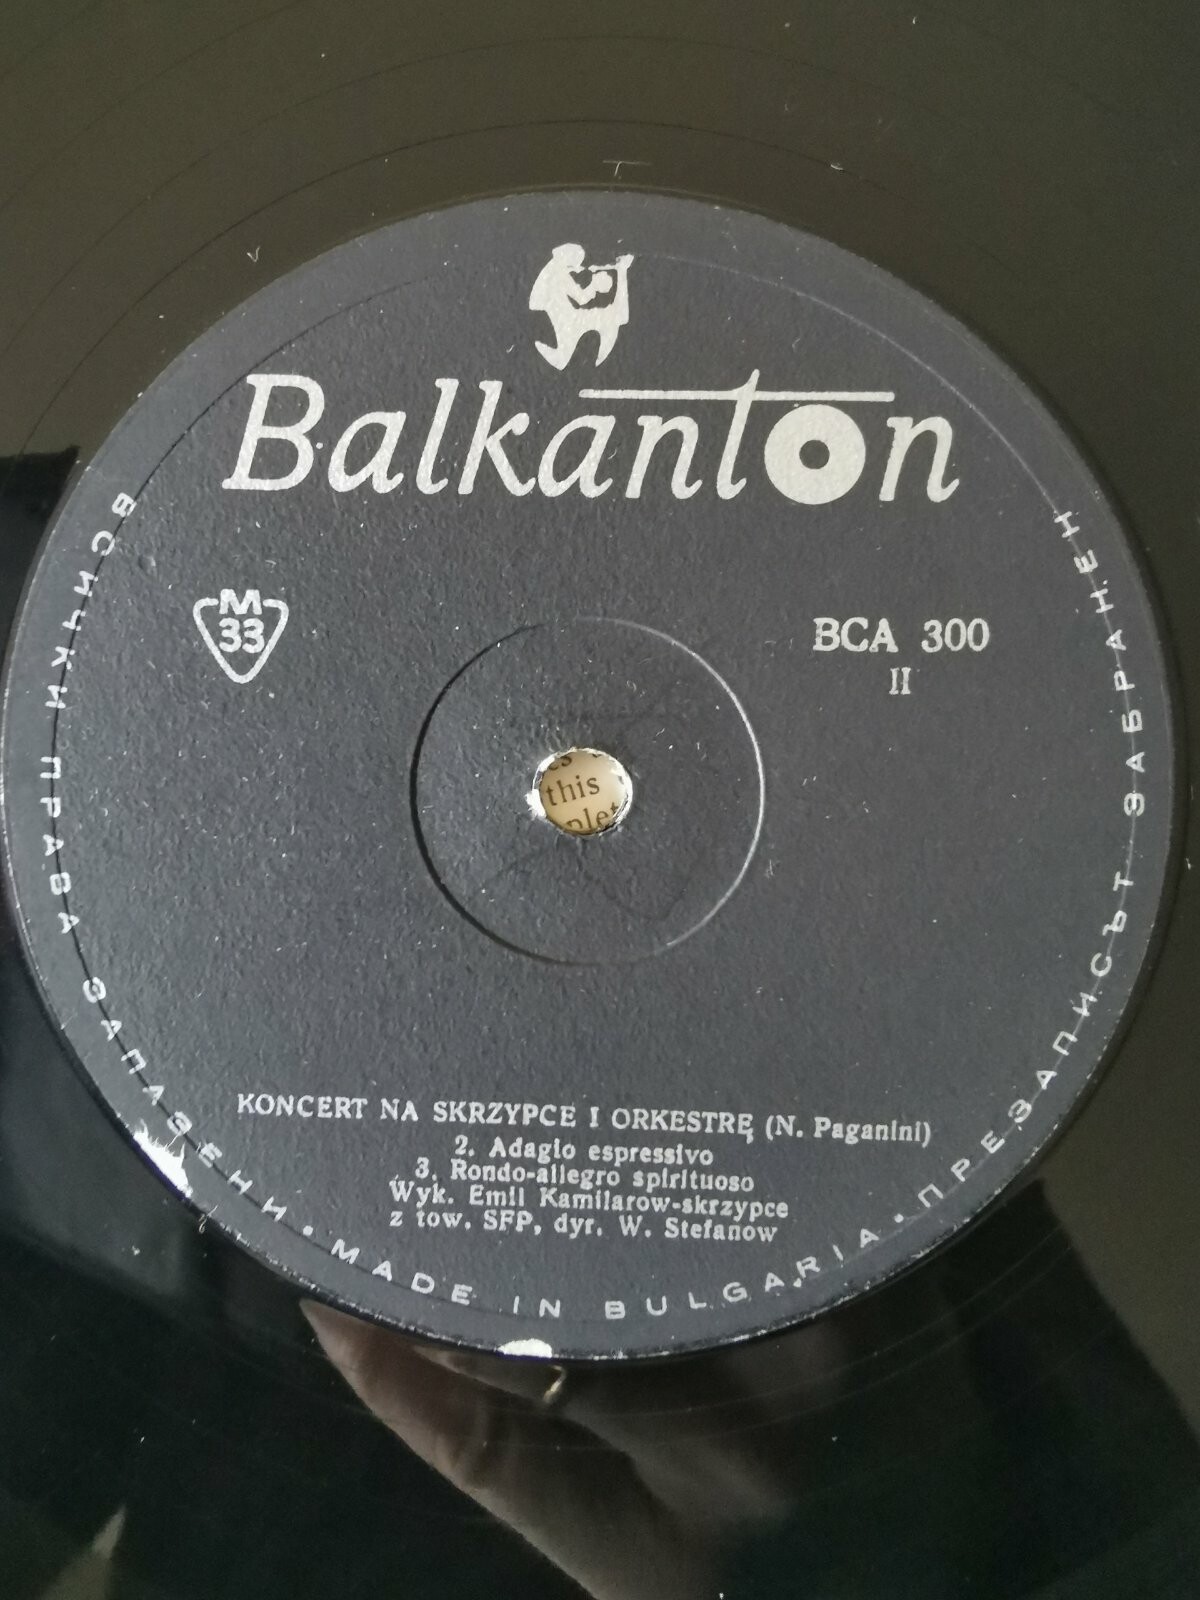 Balkanton
M
33
BCA 300
II
this
KONCERT NA SKRZYPCE I ORKESTRĘ (N. Paganini)
2. Adagio espressivo
3. Rondo-allegro spirituoso
Wyk. Emil Kamilarow-skrzypce
z tow. SFP, dyr. W. Stefanow
ВСИЧКИ ПРАВА ЗАПАЗЕНИ • MADE IN BULGARIA • ПРЕЗАПИСЪТ ЗАБРАНЕН